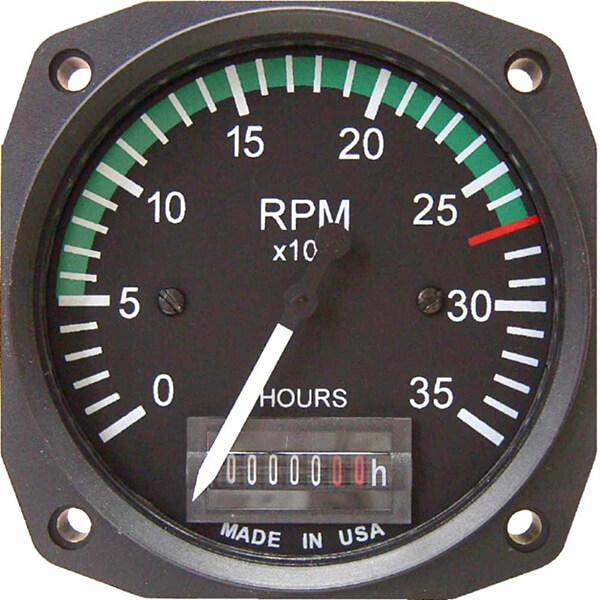 15 20
10 RPM 25
x10
5 30
0 HOURS 35
0000000h
MADE IN USA